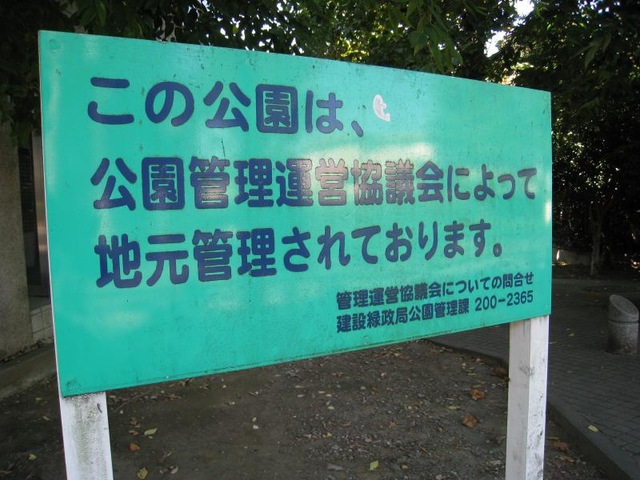 この公園は、
公園管理運営協議会によって
地元管理されております。
管理運営協議会についての問合せ
建設緑政局公園管理課 200-2365